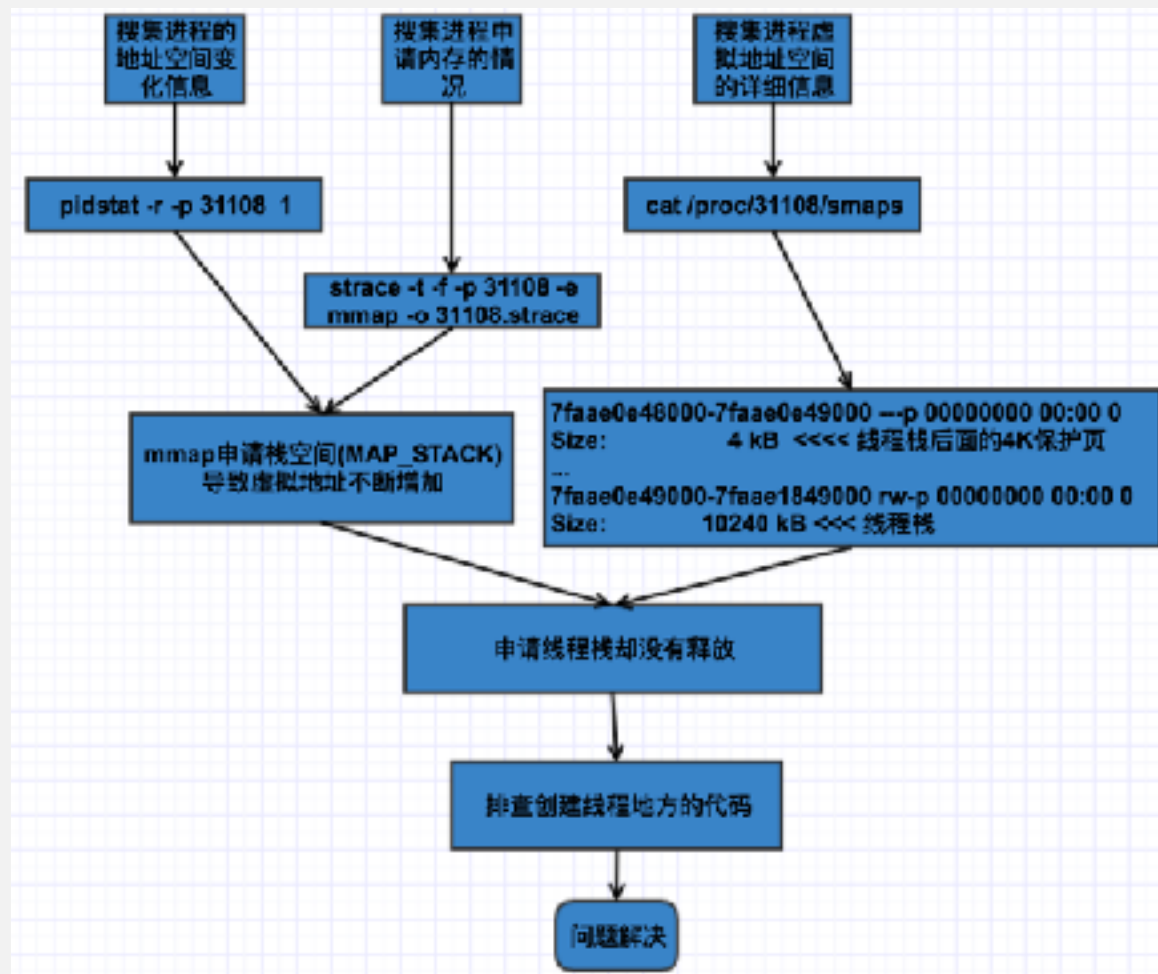 搜集进程的
地址空间变
化信息
搜集进程申
请内存的情
况
搜集进程虚
拟地址空间
的详细信息
pidstat -r -p 31108 1
cat /proc/31108/smaps
strace -t -f -p 31108 -e
mmap -o 31108.strace
mmap申请栈空间(MAP_STACK)
导致虚拟地址不断增加
7faae0e48000-7faae0e49000 ---p 00000000 00:00 0
Size: 4 kB <<<< 线程栈后面的4K保护页
...
7faae0e49000-7faae1849000 rw-p 00000000 00:00 0
Size: 10240 kB <<< 线程栈
申请线程栈却没有释放
排查创建线程地方的代码
问题解决